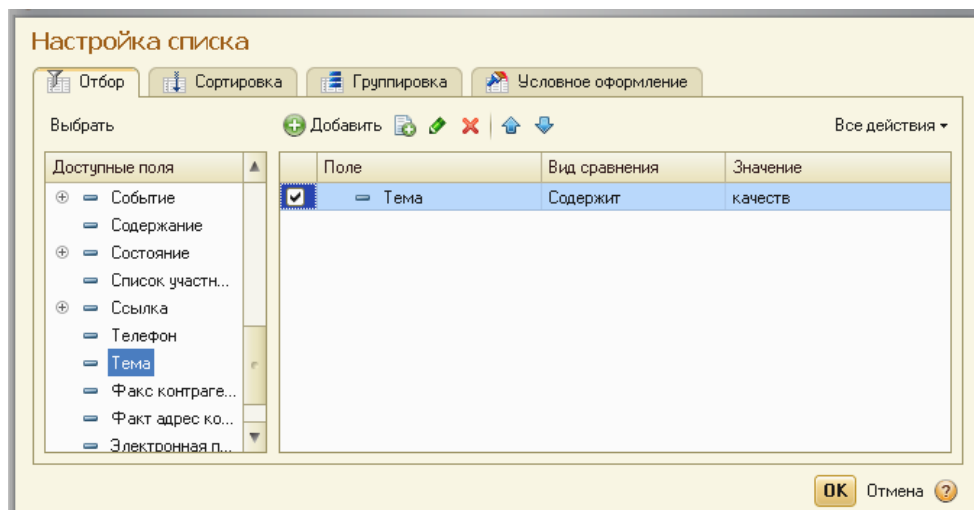 Настройка списка
Отбор Сортировка Группировка Условное оформление
Выбрать Добавить Все действия
Доступные поля Поле Вид сравнения Значение
Событие Тема Содержит качеств
Содержание
Состояние
Список участн...
Ссылка
Телефон
Тема
Факс контраге...
Факт адрес ко...
Электронная п...
OK Отмена ?